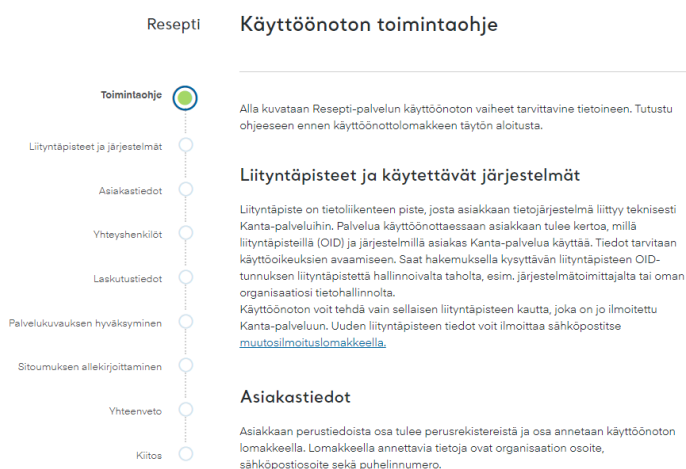 Resepti
Toimintaohje
Liityntäpisteet ja järjestelmät
Asiakastiedot
Yhteyshenkilöt
Laskutustiedot
Palvelukuvauksen hyväksyminen
Sitoumuksen allekirjoittaminen
Yhteenveto
Kiitos
Käyttöönoton toimintaohje
Alla kuvataan Resepti-palvelun käyttöönoton vaiheet tarvittavine tietoineen. Tutustu
ohjeeseen ennen käyttöönottolomakkeen täytön aloitusta.
Liityntäpisteet ja käytettävät järjestelmät
Liityntäpiste on tietoliikenteen piste, josta asiakkaan tietojärjestelmä liittyy teknisesti
Kanta-palveluihin. Palvelua käyttöönottaessaan asiakkaan tulee kertoa, millä
liityntäpisteillä (OID) ja järjestelmillä asiakas Kanta-palvelua käyttää. Tiedot tarvitaan
käyttöoikeuksien avaamiseen. Saat hakemuksella kysyttävän liityntäpisteen OID-
tunnuksen liityntäpistettä hallinnoivalta taholta, esim. järjestelmätoimittajalta tai oman
organisaatiosi tietohallinnolta.
Käyttöönoton voit tehdä vain sellaisen liityntäpisteen kautta, joka on jo ilmoitettu
Kanta-palveluun. Uuden liityntäpisteen tiedot voit ilmoittaa sähköpostitse
muutosilmoituslomakkeella.
Asiakastiedot
Asiakkaan perustiedoista osa tulee perusrekistereistä ja osa annetaan käyttöönoton
lomakkeella. Lomakkeella annettavia tietoja ovat organisaation osoite,
sähköpostiosoite sekä puhelinnumero.